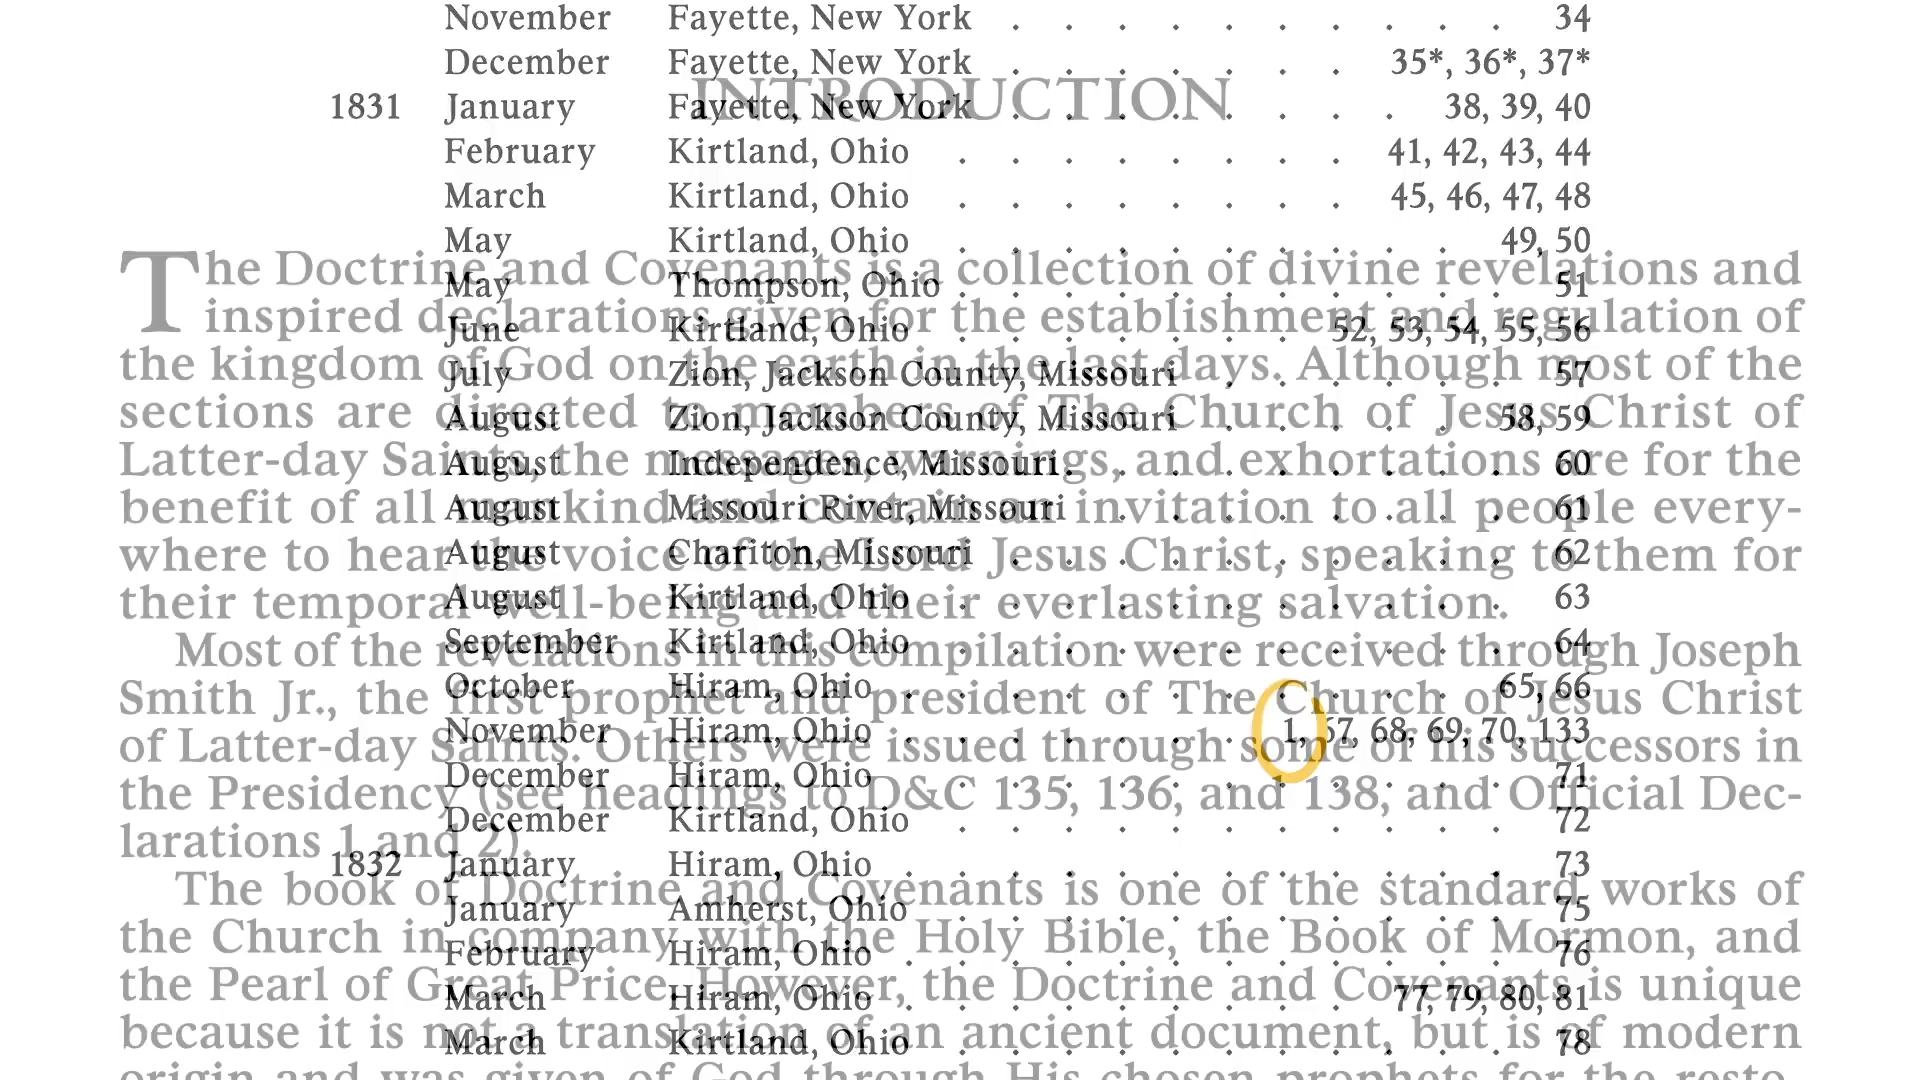 November Fayette, New York . . . . . . . . . . 34
December Fayette, New York . . . . . . . 35*, 36*, 37*
1831 January Fayette, New York . . . . . . . . 38, 39, 40
February Kirtland, Ohio . . . . . . . . 41, 42, 43, 44
March Kirtland, Ohio . . . . . . . . 45, 46, 47, 48
May Kirtland, Ohio . . . . . . . . . . 49, 50
May Thompson, Ohio . . . . . . . . . . . 51
June Kirtland, Ohio . . . . . . . 52, 53, 54, 55, 56
July Zion, Jackson County, Missouri . . . . . . 57
August Zion, Jackson County, Missouri . . . . . 58, 59
August Independence, Missouri . . . . . . . . . 60
August Missouri River, Missouri . . . . . . . . 61
August Chariton, Missouri . . . . . . . . . . 62
August Kirtland, Ohio . . . . . . . . . . . 63
September Kirtland, Ohio . . . . . . . . . . . 64
October Hiram, Ohio . . . . . . . . . . . 65, 66
November Hiram, Ohio . . . . . . . 1, 67, 68, 69, 70, 133
December Hiram, Ohio . . . . . . . . . . . . 71
December Kirtland, Ohio . . . . . . . . . . . 72
1832 January Hiram, Ohio . . . . . . . . . . . . 73
January Amherst, Ohio . . . . . . . . . . . 75
February Hiram, Ohio . . . . . . . . . . . . 76
March Hiram, Ohio . . . . . . . . . 77, 79, 80, 81
March Kirtland, Ohio . . . . . . . . . . . 78
INTRODUCTION
The Doctrine and Covenants is a collection of divine revelations and
inspired declarations given for the establishment and regulation of
the kingdom of God on the earth in the last days. Although most of the
sections are directed to members of The Church of Jesus Christ of
Latter-day Saints, the messages, warnings, and exhortations are for the
benefit of all mankind and contain an invitation to all people every-
where to hear the voice of the Lord Jesus Christ, speaking to them for
their temporal well-being and their everlasting salvation.
Most of the revelations in this compilation were received through Joseph
Smith Jr., the first prophet and president of The Church of Jesus Christ
of Latter-day Saints. Others were issued through some of his successors in
the Presidency (see headings to D&C 135, 136, and 138, and Official Dec-
larations 1 and 2).
The book of Doctrine and Covenants is one of the standard works of
the Church in company with the Holy Bible, the Book of Mormon, and
the Pearl of Great Price. However, the Doctrine and Covenants is unique
because it is not a translation of an ancient document, but is of modern
origin and was given of God through His chosen prophets for the resto-